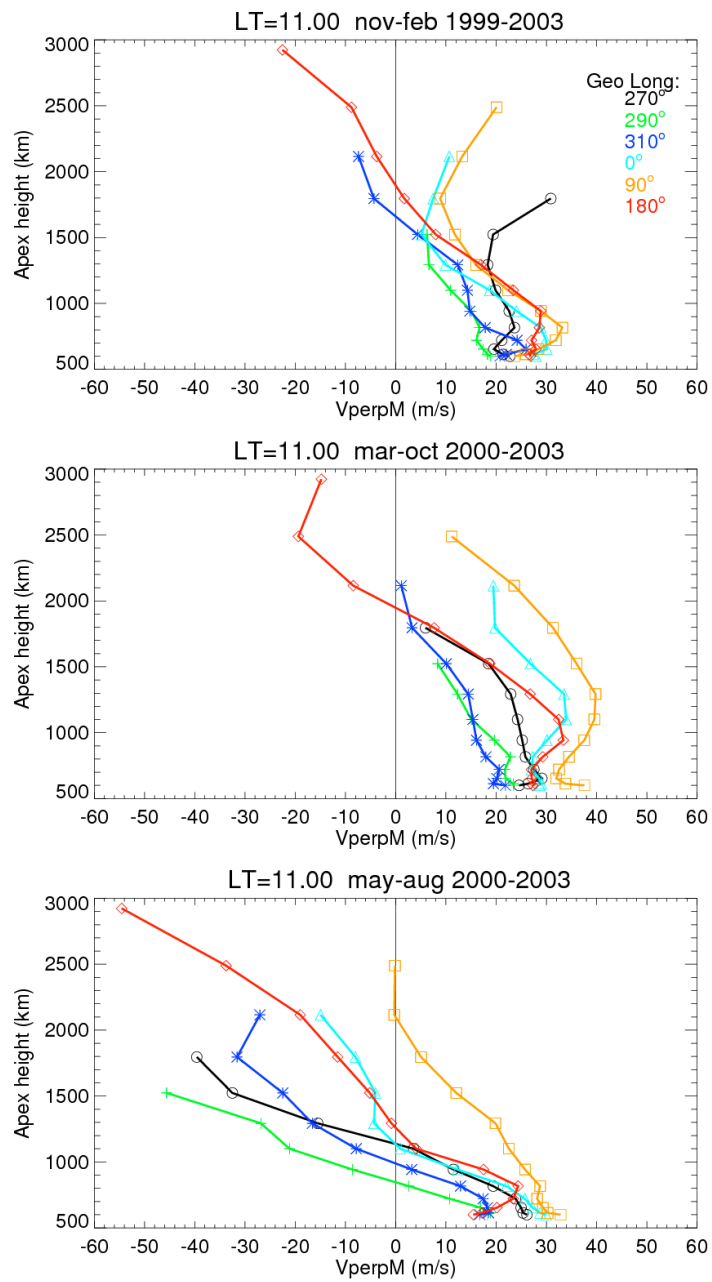 LT=11.00 nov-feb 1999-2003
3000
2500
2000
1500
1000
500
Apex height (km)
Geo Long:
270°
290°
310°
0°
90°
180°
-60 -50 -40 -30 -20 -10 0 10 20 30 40 50 60
VperpM (m/s)
LT=11.00 mar-oct 2000-2003
3000
2500
2000
1500
1000
500
Apex height (km)
-60 -50 -40 -30 -20 -10 0 10 20 30 40 50 60
VperpM (m/s)
LT=11.00 may-aug 2000-2003
3000
2500
2000
1500
1000
500
Apex height (km)
-60 -50 -40 -30 -20 -10 0 10 20 30 40 50 60
VperpM (m/s)